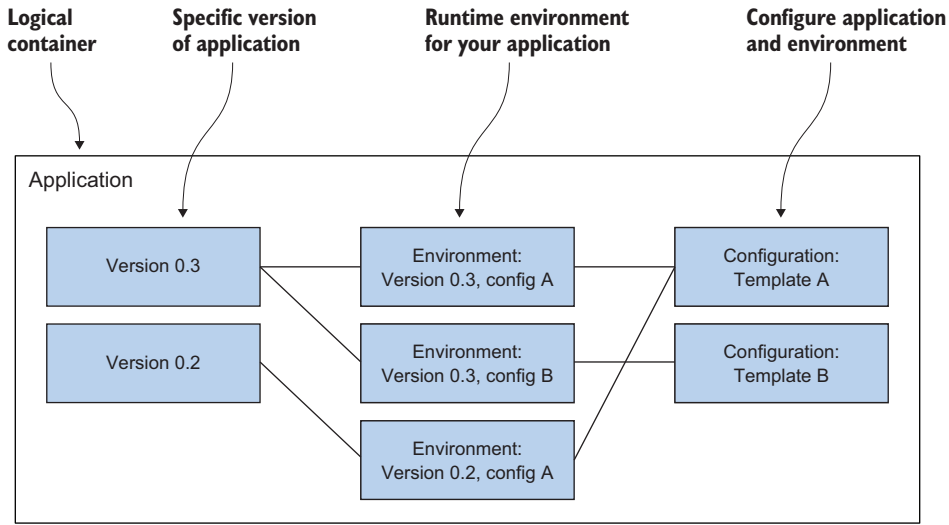 Logical
container
Specific version
of application
Runtime environment
for your application
Configure application
and environment
Application
Version 0.3
Environment:
Version 0.3, config A
Configuration:
Template A
Version 0.2
Environment:
Version 0.3, config B
Configuration:
Template B
Environment:
Version 0.2, config A